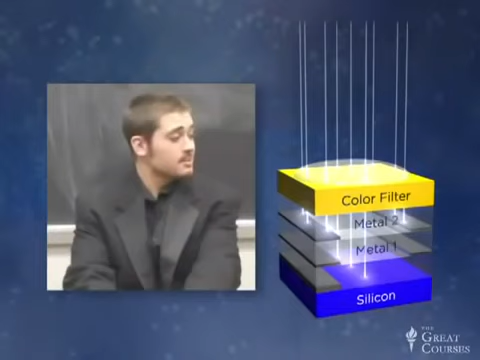 Color Filter
Metal 2
Metal 1
Silicon
THE
GREAT
COURSES